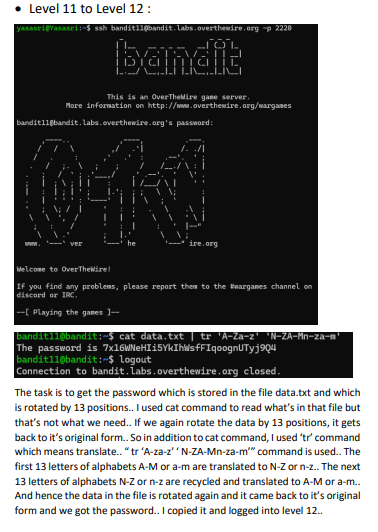 • Level 11 to Level 12 :
yasasri@Yasasri:~$ ssh bandit11@bandit.labs.overthewire.org -p 2220
This is an OverTheWire game server.
More information on http://www.overthewire.org/wargames
bandit11@bandit.labs.overthewire.org's password:
www. ver he ire.org
Welcome to OverTheWire!
If you find any problems, please report them to the #wargames channel on
discord or IRC.
--[ Playing the games ]--
bandit11@bandit:~$ cat data.txt | tr 'A-Za-z' 'N-ZA-Mn-za-m'
The password is 7x16WNeHIi5YkIhWsfFIqoognUTyj9Q4
bandit11@bandit:~$ logout
Connection to bandit.labs.overthewire.org closed.
The task is to get the password which is stored in the file data.txt and which
is rotated by 13 positions.. I used cat command to read what's in that file but
that's not what we need.. If we again rotate the data by 13 positions, it gets
back to it's original form.. So in addition to cat command, I used 'tr' command
which means translate.. " tr 'A-za-z' ' N-ZA-Mn-za-m'" command is used.. The
first 13 letters of alphabets A-M or a-m are translated to N-Z or n-z.. The next
13 letters of alphabets N-Z or n-z are recycled and translated to A-M or a-m..
And hence the data in the file is rotated again and it came back to it's original
form and we got the password.. I copied it and logged into level 12..